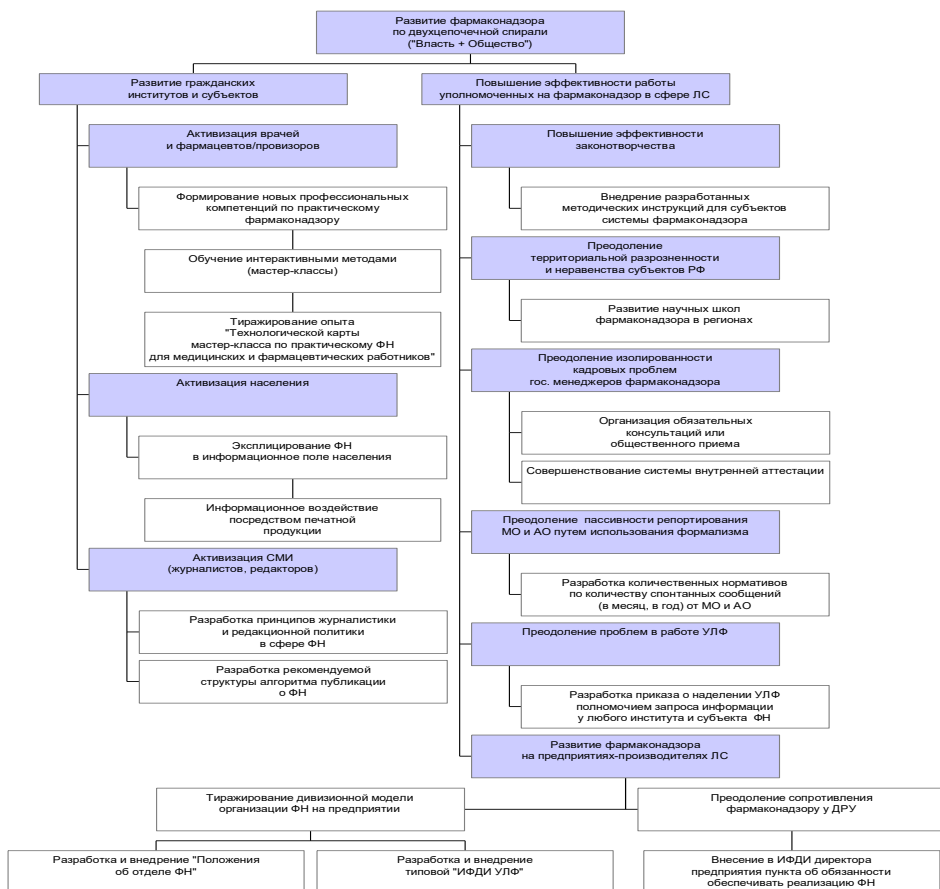 Развитие фармаконадзора
по двухцепочечной спирали
("Власть + Общество")
Развитие гражданских
институтов и субъектов
Активизация врачей
и фармацевтов/провизоров
Формирование новых профессиональных
компетенций по практическому
фармаконадзору
Обучение интерактивными методами
(мастер-классы)
Тиражирование опыта
"Технологической карты
мастер-класса по практическому ФН
для медицинских и фармацевтических работников"
Активизация населения
Эксплицирование ФН
в информационное поле населения
Информационное воздействие
посредством печатной
продукции
Активизация СМИ
(журналистов, редакторов)
Разработка принципов журналистики
и редакционной политики
в сфере ФН
Разработка рекомендуемой
структуры алгоритма публикации
о ФН
Повышение эффективности работы
уполномоченных на фармаконадзор в сфере ЛС
Повышение эффективности
законотворчества
Внедрение разработанных
методических инструкций для субъектов
системы фармаконадзора
Преодоление
территориальной разрозненности
и неравенства субъектов РФ
Развитие научных школ
фармаконадзора в регионах
Преодоление изолированности
кадровых проблем
гос. менеджеров фармаконадзора
Организация обязательных
консультаций или
общественного приема
Совершенствование системы внутренней аттестации
Преодоление пассивности репортирования
МО и АО путем использования формализма
Разработка количественных нормативов
по количеству спонтанных сообщений
(в месяц, в год) от МО и АО
Преодоление проблем в работе УЛФ
Разработка приказа о наделении УЛФ
полномочием запроса информации
у любого института и субъекта ФН
Развитие фармаконадзора
на предприятиях-производителях ЛС
Тиражирование дивизионной модели
организации ФН на предприятии
Разработка и внедрение "Положения
об отделе ФН"
Разработка и внедрение
типовой "ИФДИ УЛФ"
Преодоление сопротивления
фармаконадзору у ДРУ
Внесение в ИФДИ директора
предприятия пункта об обязанности
обеспечивать реализацию ФН